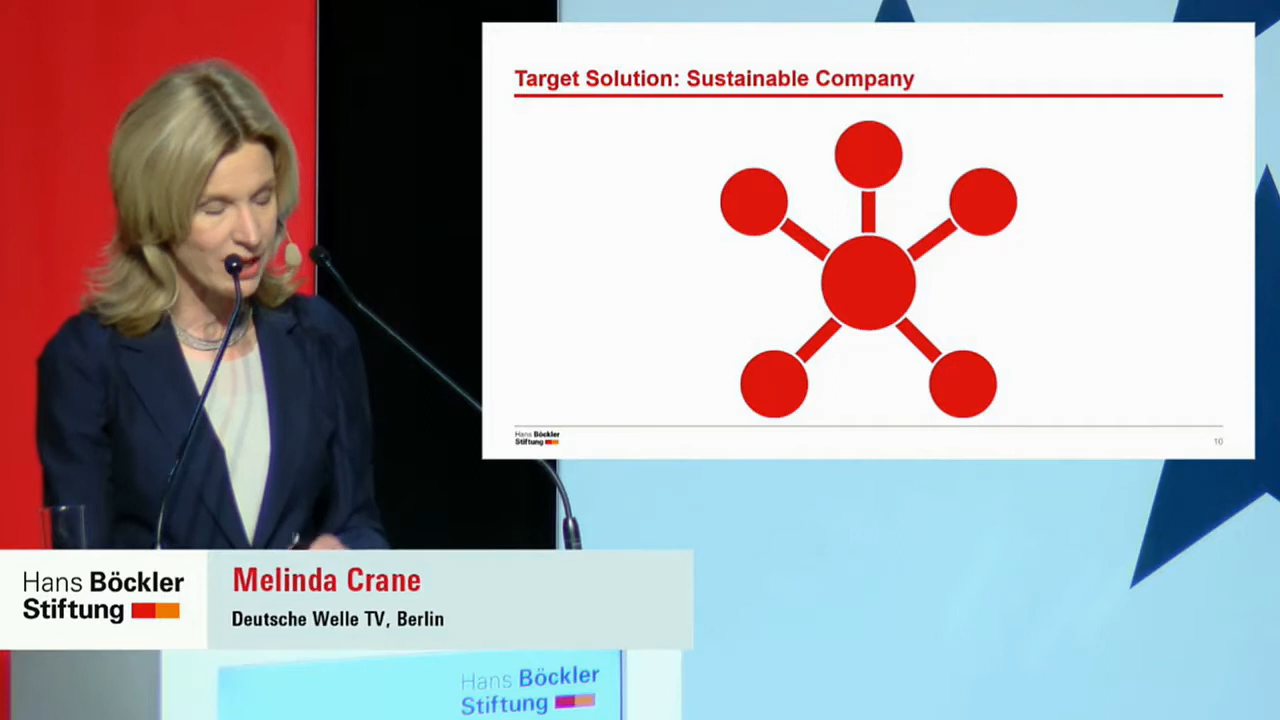 Target Solution: Sustainable Company
Hans Böckler
Stiftung
10
Hans Böckler
Stiftung
Melinda Crane
Deutsche Welle TV, Berlin
Hans Böckler
Stiftung